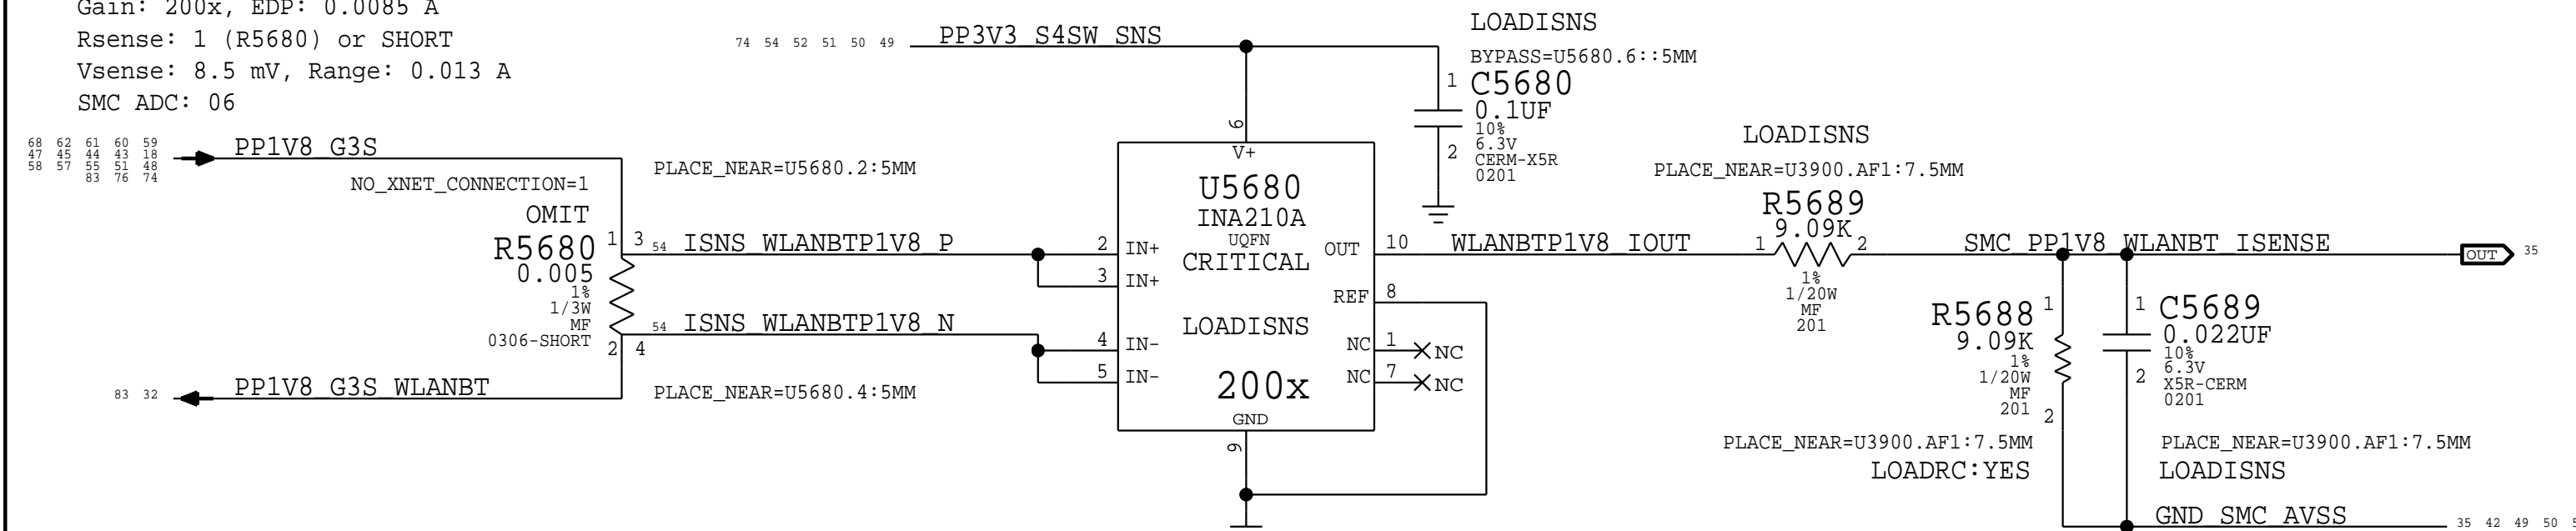 Gain: 200x, EDP: 0.0085 A
Rsense: 1 (R5680) or SHORT
Vsense: 8.5 mV, Range: 0.013 A
SMC ADC: 06
68 62 61 60 59
47 45 44 43 18
58 57 55 51 48
83 76 74
PP1V8_G3S
NO_XNET_CONNECTION=1
OMIT
R5680
0.005
1%
1/3W
MF
0306-SHORT
1 3
2 4
83 32
PP1V8_G3S_WLANBT
PLACE_NEAR=U5680.2:5MM
54 ISNS_WLANBTP1V8_P
54 ISNS_WLANBTP1V8_N
PLACE_NEAR=U5680.4:5MM
74 54 52 51 50 49
PP3V3_S4SW_SNS
6
V+
U5680
INA210A
UQFN
CRITICAL
LOADISNS
200x
GND
9
2 IN+
3 IN+
4 IN-
5 IN-
OUT 10
REF 8
NC 1 NC
NC 7 NC
LOADISNS
BYPASS=U5680.6::5MM
1
C5680
0.1UF
10%
6.3V
2
CERM-X5R
0201
WLANBTP1V8_IOUT
LOADISNS
PLACE_NEAR=U3900.AF1:7.5MM
R5689
9.09K
1 2
1%
1/20W
MF
201
SMC_PP1V8_WLANBT_ISENSE
OUT 35
R5688
1
9.09K
1%
1/20W
MF
201
2
PLACE_NEAR=U3900.AF1:7.5MM
LOADRC:YES
1
C5689
0.022UF
10%
6.3V
2
X5R-CERM
0201
PLACE_NEAR=U3900.AF1:7.5MM
LOADISNS
GND_SMC_AVSS
35 42 49 50